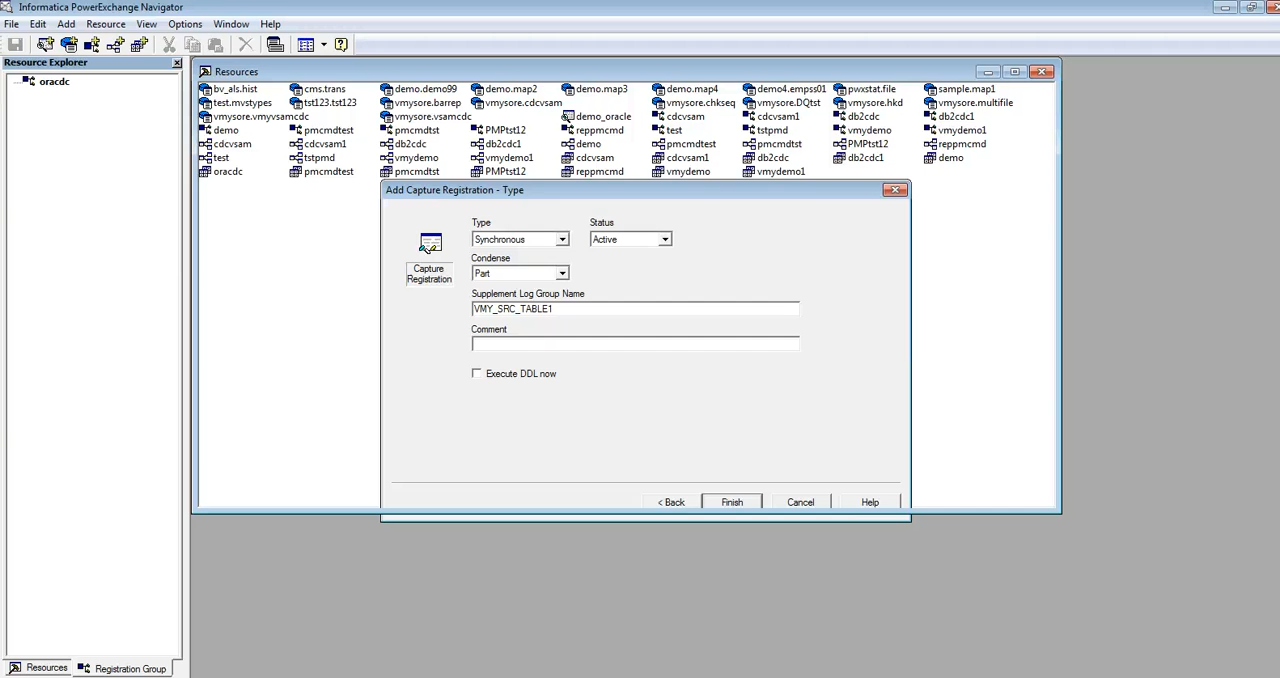 Informatica PowerExchange Navigator
File Edit Add Resource View Options Window Help
Resource Explorer
oracdc
Resources
bv_als.hist cms.trans demo.demo99 demo.map2 demo.map3 demo.map4 demo4.empss01 pwxstat.file sample.map1
test.mvstypes tst123.tst123 vmysore.barrep vmysore.cdcvsam vmysore.chkseq vmysore.DQtst vmysore.hkd vmysore.multifile
vmysore.vmyvsamcdc vmysore.vsamcdc demo_oracle cdcvsam cdcvsam1 db2cdc db2cdc1
demo pmcmdtest pmcmdtst PMPtst12 reppmcmd test tstpmd vmydemo vmydemo1
cdcvsam cdcvsam1 db2cdc db2cdc1 demo pmcmdtest pmcmdtst PMPtst12 reppmcmd
test tstpmd vmydemo vmydemo1 cdcvsam cdcvsam1 db2cdc db2cdc1 demo
oracdc pmcmdtest pmcmdtst PMPtst12 reppmcmd vmydemo vmydemo1
Add Capture Registration - Type
Type Status
Synchronous Active
Condense
Part
Capture
Registration
Supplement Log Group Name
VMY_SRC_TABLE1
Comment
Execute DDL now
< Back Finish Cancel Help
Resources Registration Group